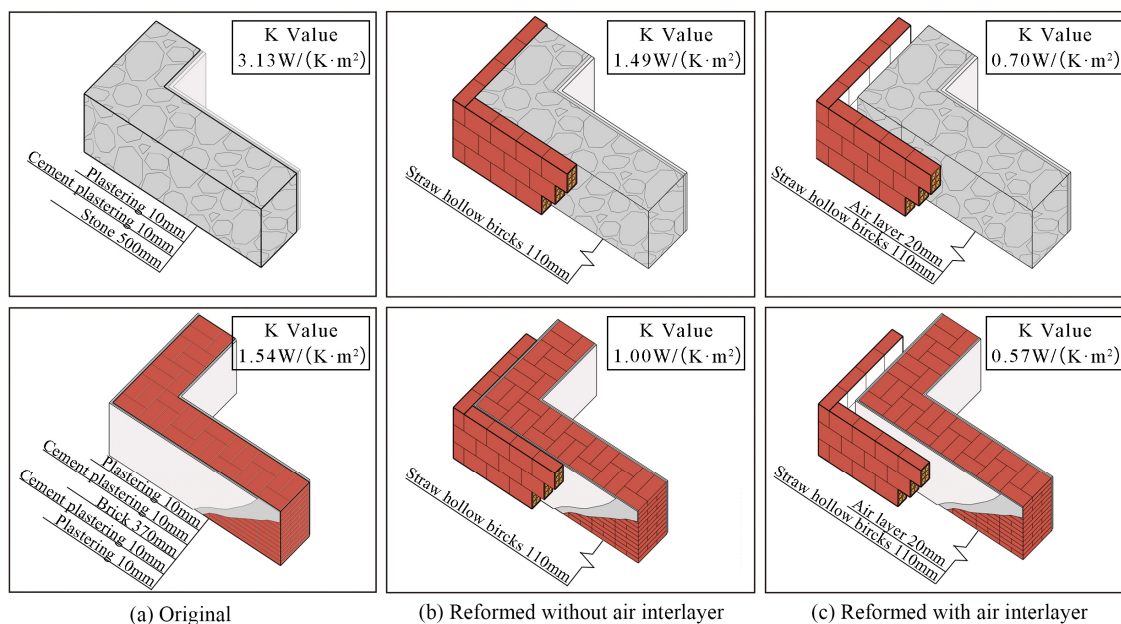 K Value
3.13W/(K·m²)
Plastering 10mm
Cement plastering 10mm
Stone 500mm
K Value
1.49W/(K·m²)
Straw hollow bircks 110mm
K Value
0.70W/(K·m²)
Air layer 20mm
Straw hollow bircks 110mm
K Value
1.54W/(K·m²)
Plastering 10mm
Cement plastering 10mm
Brick 370mm
Cement plastering 10mm
Plastering 10mm
K Value
1.00W/(K·m²)
Straw hollow bircks 110mm
K Value
0.57W/(K·m²)
Air layer 20mm
Straw hollow bircks 110mm
(a) Original
(b) Reformed without air interlayer
(c) Reformed with air interlayer